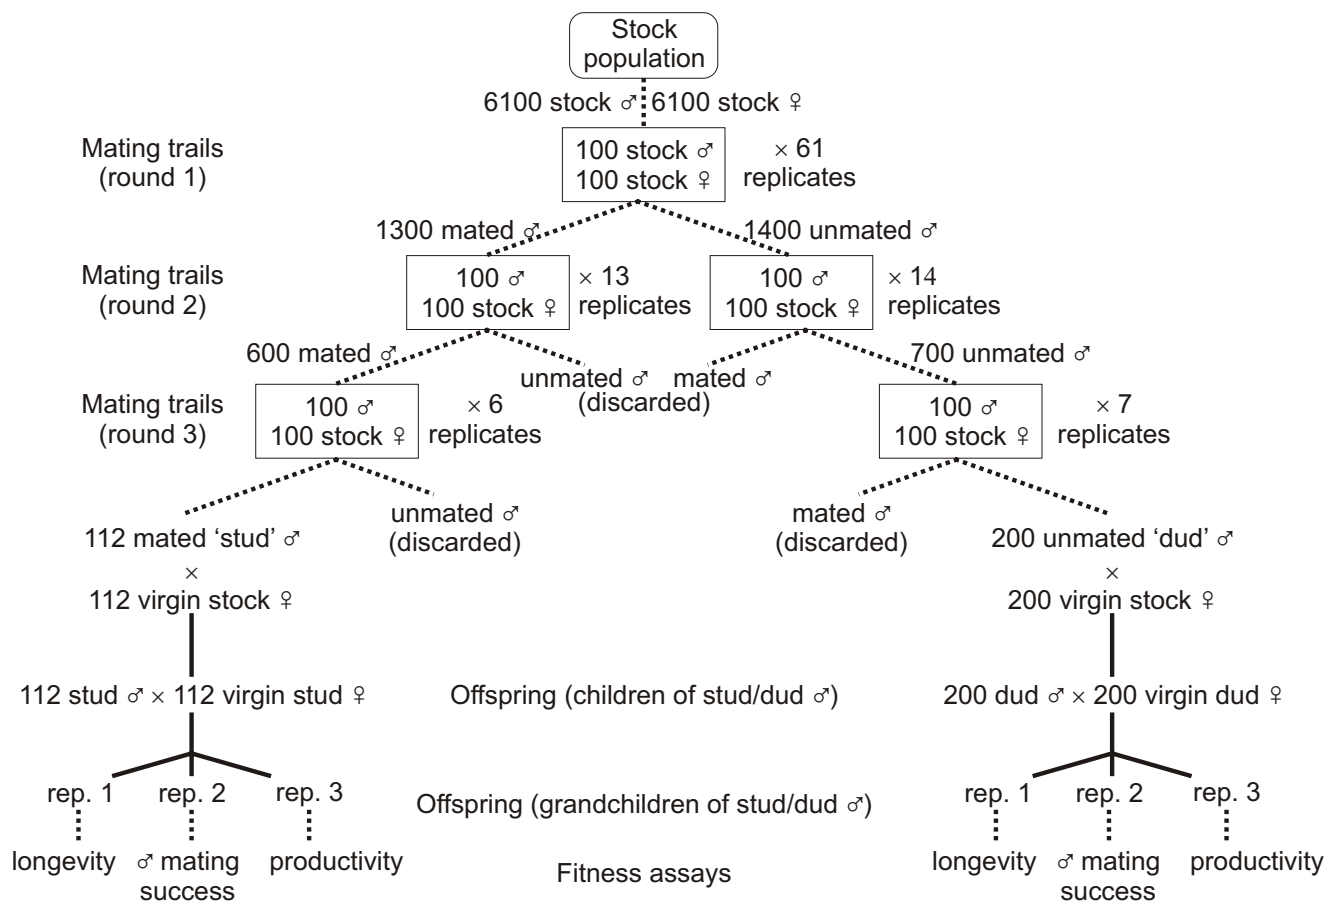 Stock
population
6100 stock ♂ 6100 stock ♀
Mating trails
(round 1)
100 stock ♂
100 stock ♀
× 61
replicates
1300 mated ♂
1400 unmated ♂
Mating trails
(round 2)
100 ♂
100 stock ♀
× 13
replicates
100 ♂
100 stock ♀
× 14
replicates
600 mated ♂
unmated ♂ mated ♂
(discarded)
700 unmated ♂
Mating trails
(round 3)
100 ♂
100 stock ♀
× 6
replicates
100 ♂
100 stock ♀
× 7
replicates
112 mated ‘stud’ ♂
×
112 virgin stock ♀
unmated ♂
(discarded)
mated ♂
(discarded)
200 unmated ‘dud’ ♂
×
200 virgin stock ♀
112 stud ♂ × 112 virgin stud ♀
Offspring (children of stud/dud ♂)
200 dud ♂ × 200 virgin dud ♀
rep. 1 rep. 2 rep. 3
Offspring (grandchildren of stud/dud ♂)
rep. 1 rep. 2 rep. 3
longevity ♂ mating productivity
success
Fitness assays
longevity ♂ mating productivity
success